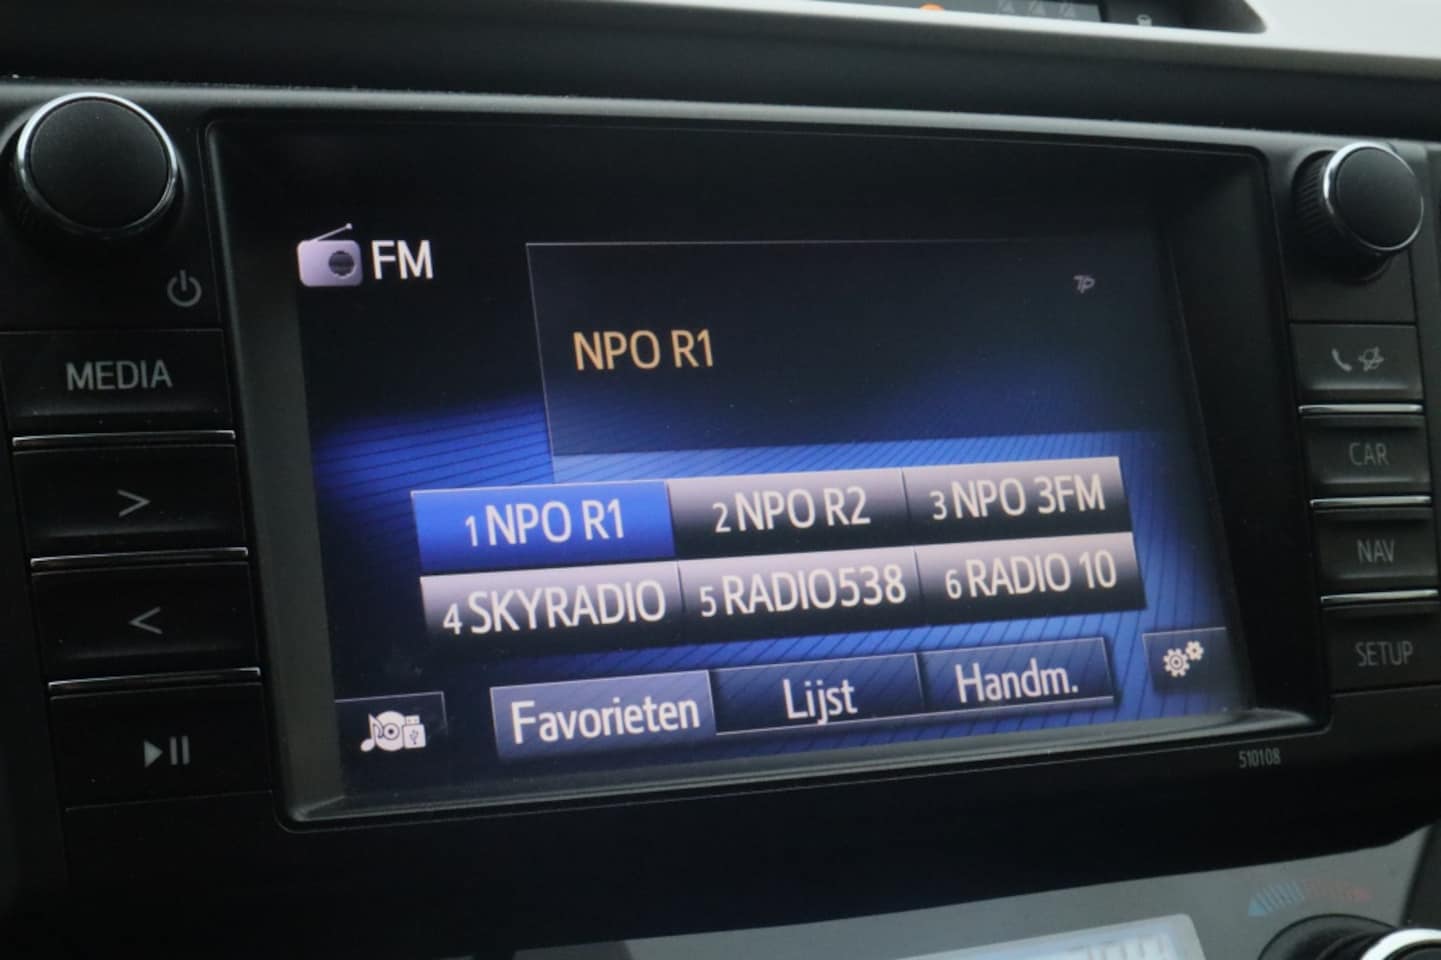 FM
TP
NPO R1
MEDIA
CAR
NAV
SETUP
1 NPO R1 2 NPO R2 3 NPO 3FM
4 SKYRADIO 5 RADIO538 6 RADIO 10
Favorieten Lijst Handm.
510108